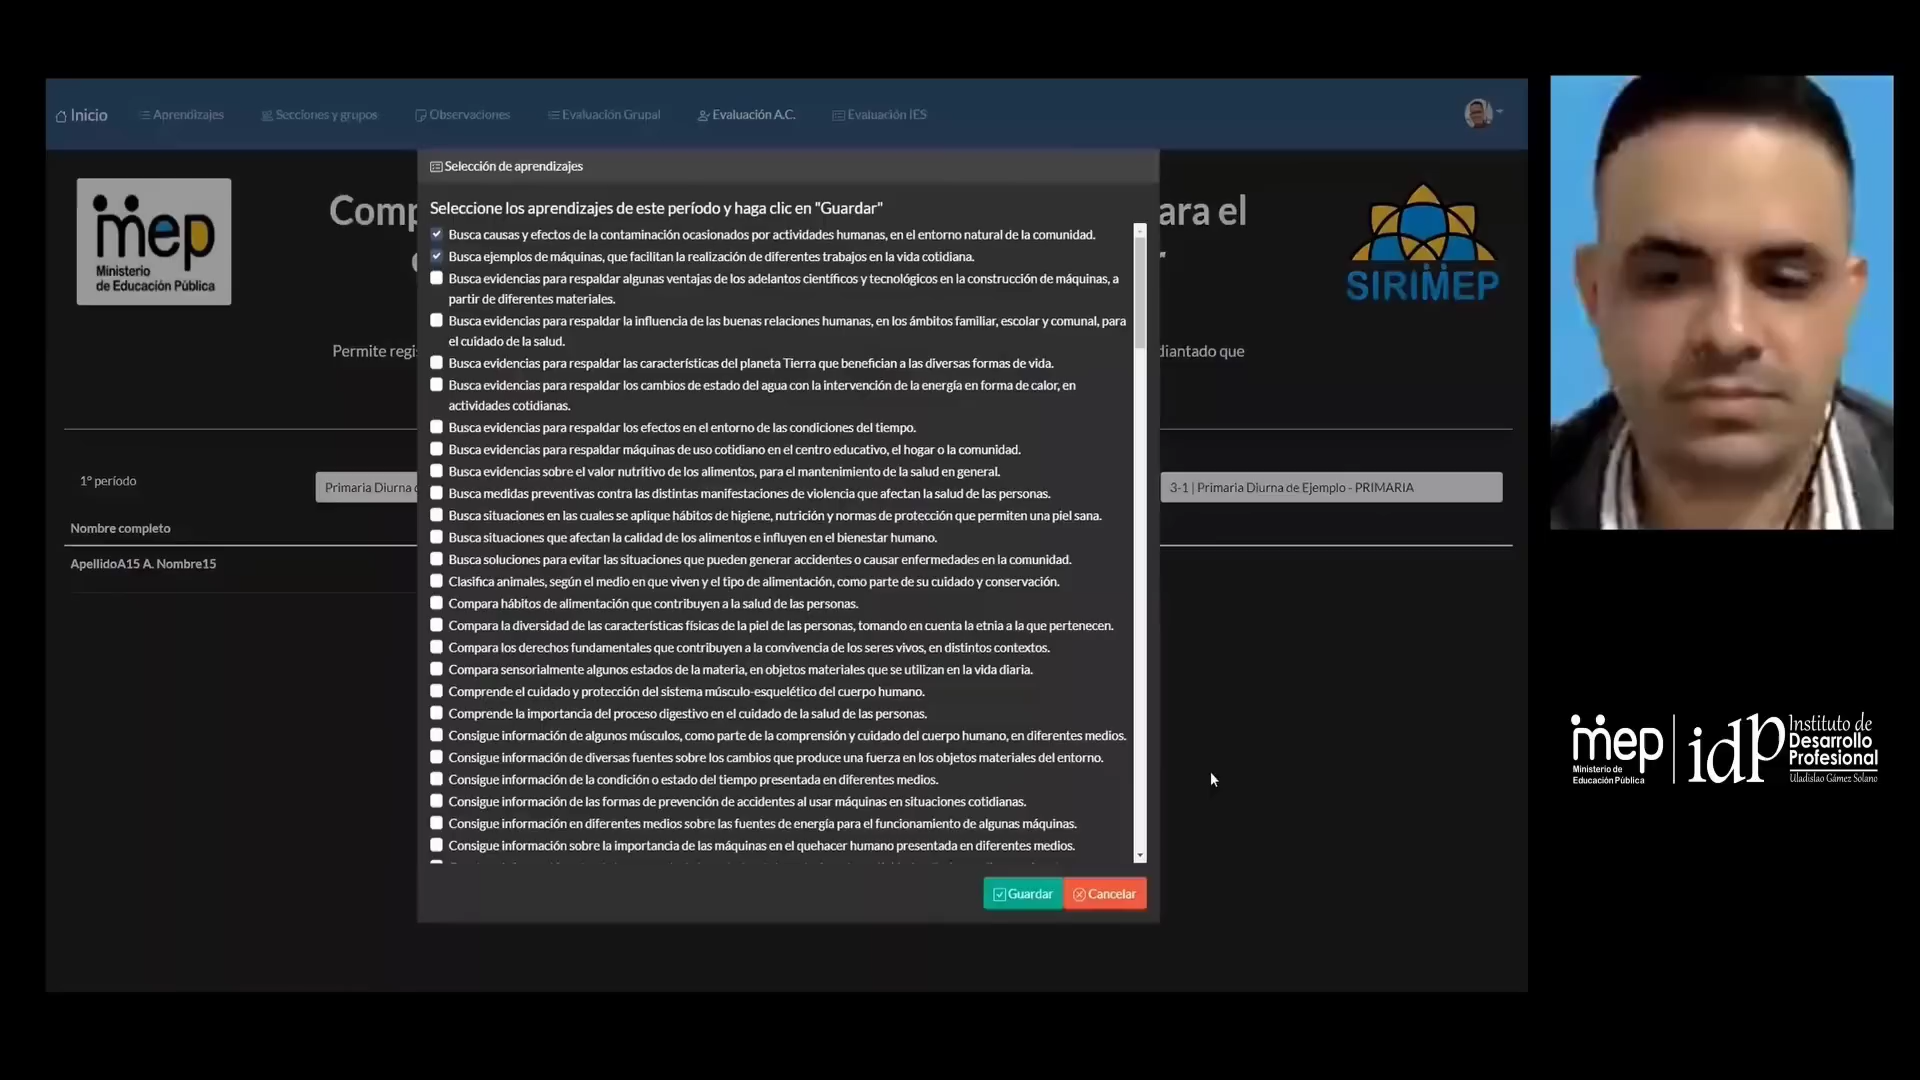 Inicio
Aprendizajes
Secciones y grupos
Observaciones
Evaluación Grupal
Evaluación A.C.
Evaluación IES
mep
Ministerio
de Educación Pública
Comp
ara el
SIRIMEP
Permite regi
diantado que
1° período
Primaria Diurna
3-1 | Primaria Diurna de Ejemplo - PRIMARIA
Nombre completo
ApellidoA15 A. Nombre15
Selección de aprendizajes
Seleccione los aprendizajes de este período y haga clic en "Guardar"
Busca causas y efectos de la contaminación ocasionados por actividades humanas, en el entorno natural de la comunidad.
Busca ejemplos de máquinas, que facilitan la realización de diferentes trabajos en la vida cotidiana.
Busca evidencias para respaldar algunas ventajas de los adelantos científicos y tecnológicos en la construcción de máquinas, a
partir de diferentes materiales.
Busca evidencias para respaldar la influencia de las buenas relaciones humanas, en los ámbitos familiar, escolar y comunal, para
el cuidado de la salud.
Busca evidencias para respaldar las características del planeta Tierra que benefician a las diversas formas de vida.
Busca evidencias para respaldar los cambios de estado del agua con la intervención de la energía en forma de calor, en
actividades cotidianas.
Busca evidencias para respaldar los efectos en el entorno de las condiciones del tiempo.
Busca evidencias para respaldar máquinas de uso cotidiano en el centro educativo, el hogar o la comunidad.
Busca evidencias sobre el valor nutritivo de los alimentos, para el mantenimiento de la salud en general.
Busca medidas preventivas contra las distintas manifestaciones de violencia que afectan la salud de las personas.
Busca situaciones en las cuales se aplique hábitos de higiene, nutrición y normas de protección que permiten una piel sana.
Busca situaciones que afectan la calidad de los alimentos e influyen en el bienestar humano.
Busca soluciones para evitar las situaciones que pueden generar accidentes o causar enfermedades en la comunidad.
Clasifica animales, según el medio en que viven y el tipo de alimentación, como parte de su cuidado y conservación.
Compara hábitos de alimentación que contribuyen a la salud de las personas.
Compara la diversidad de las características físicas de la piel de las personas, tomando en cuenta la etnia a la que pertenecen.
Compara los derechos fundamentales que contribuyen a la convivencia de los seres vivos, en distintos contextos.
Compara sensorialmente algunos estados de la materia, en objetos materiales que se utilizan en la vida diaria.
Comprende el cuidado y protección del sistema músculo-esquelético del cuerpo humano.
Comprende la importancia del proceso digestivo en el cuidado de la salud de las personas.
Consigue información de algunos músculos, como parte de la comprensión y cuidado del cuerpo humano, en diferentes medios.
Consigue información de diversas fuentes sobre los cambios que produce una fuerza en los objetos materiales del entorno.
Consigue información de la condición o estado del tiempo presentada en diferentes medios.
Consigue información de las formas de prevención de accidentes al usar máquinas en situaciones cotidianas.
Consigue información en diferentes medios sobre las fuentes de energía para el funcionamiento de algunas máquinas.
Consigue información sobre la importancia de las máquinas en el quehacer humano presentada en diferentes medios.
Guardar
Cancelar
mep
Ministerio de
Educación Pública
idp
Instituto de
Desarrollo
Profesional
Uladislao Gámez Solano